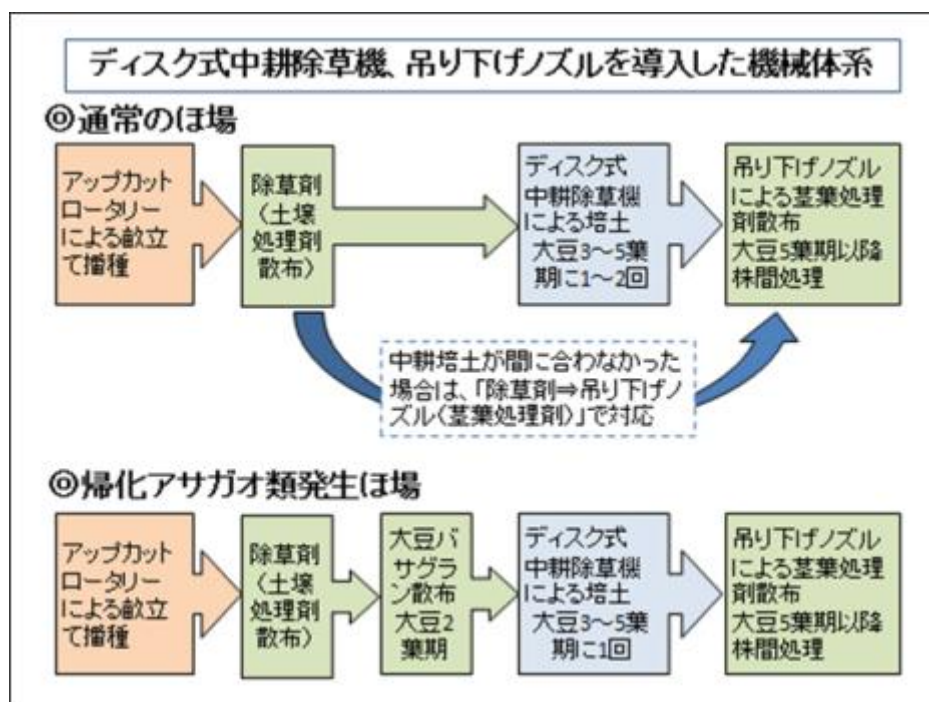 ディスク式中耕除草機、吊り下げノズルを導入した機械体系
◎通常のほ場
アップカット
ロータリー
による畝立
て播種
除草剤
（土壌
処理剤
散布）
ディスク式
中耕除草機
による培土
大豆3～5葉
期に1～2回
吊り下げノズル
による茎葉処理
剤散布
大豆5葉期以降
株間処理
中耕培土が間に合わなかった
場合は、「除草剤⇒吊り下げノ
ズル（茎葉処理剤）」で対応
◎帰化アサガオ類発生ほ場
アップカット
ロータリー
による畝立
て播種
除草剤
（土壌
処理剤
散布）
大豆バ
サグラ
ン散布
大豆2
葉期
ディスク式
中耕除草機
による培土
大豆3～5葉
期に1回
吊り下げノズル
による茎葉処理
剤散布
大豆5葉期以降
株間処理